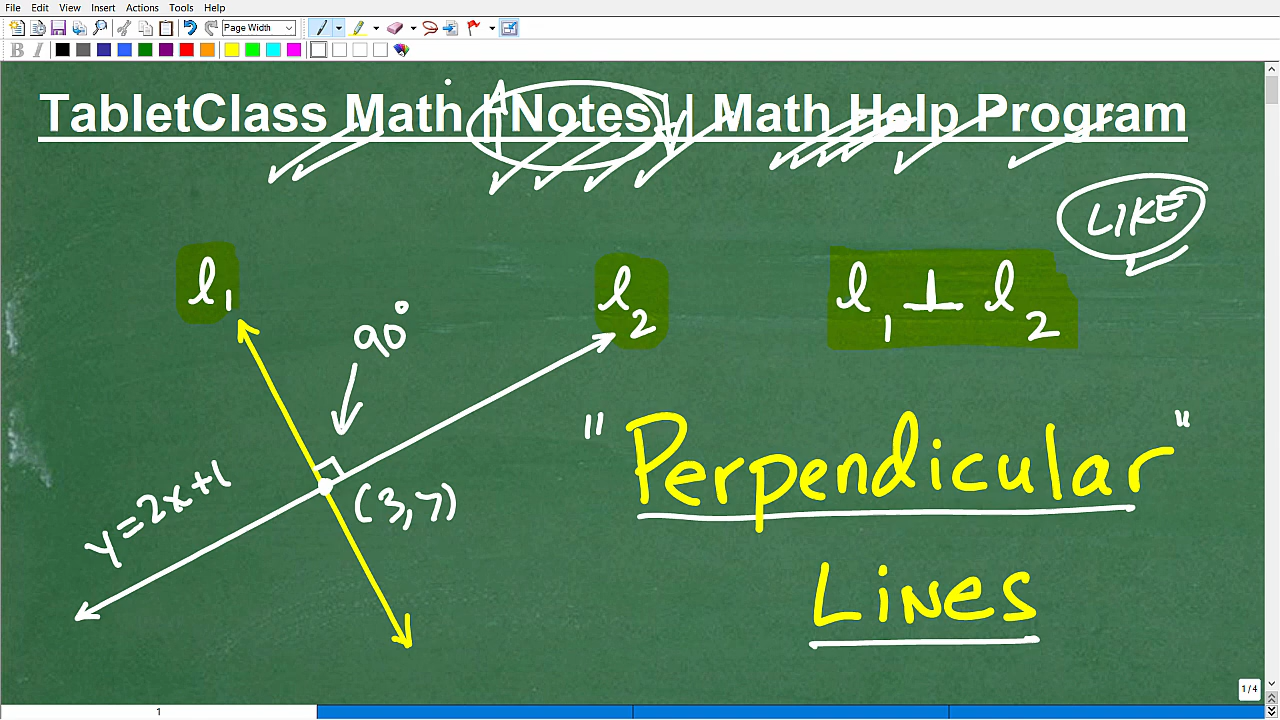 File Edit View Insert Actions Tools Help
Page Width
B I
TabletClass Math | Notes | Math Help Program
LIKE
l1
l2
l1 ⊥ l2
90°
"Perpendicular"
y=2x+1
(3,7)
Lines
1/4
1